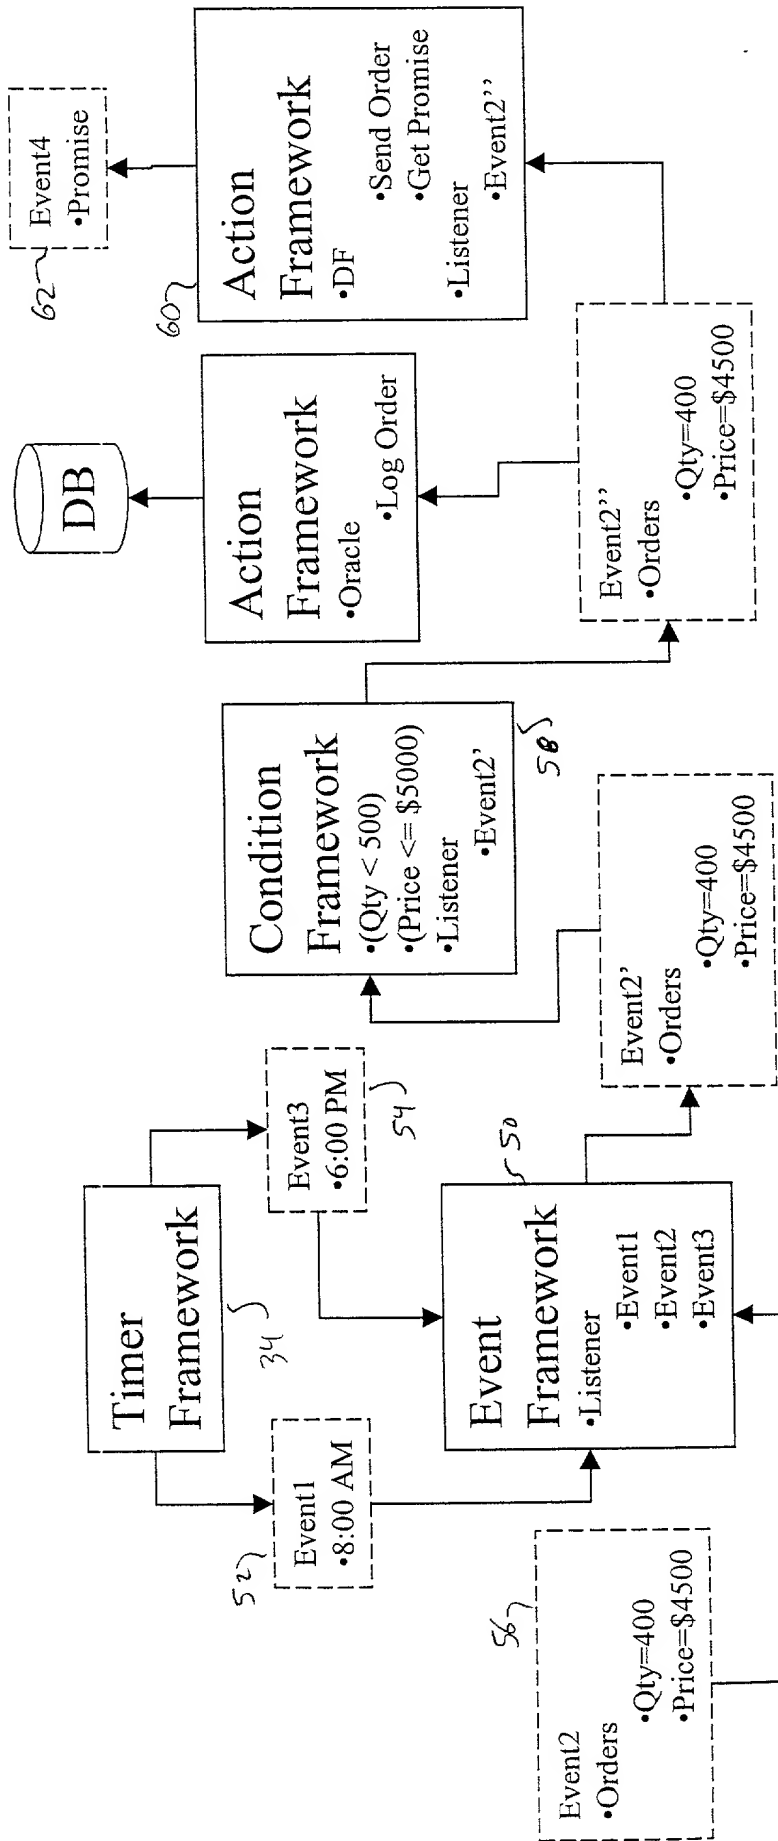 Timer
Framework
34
52
Event1
•8:00 AM
Event3
•6:00 PM
54
56
Event2
•Orders
•Qty=400
•Price=$4500
Event
Framework
•Listener
•Event1
•Event2
•Event3
50
Event2’
•Orders
•Qty=400
•Price=$4500
Condition
Framework
•(Qty < 500)
•(Price <= $5000)
•Listener
•Event2’
58
Event2’’
•Orders
•Qty=400
•Price=$4500
DB
Action
Framework
•Oracle
•Log Order
62
Event4
•Promise
60
Action
Framework
•DF
•Send Order
•Get Promise
•Listener
•Event2’’